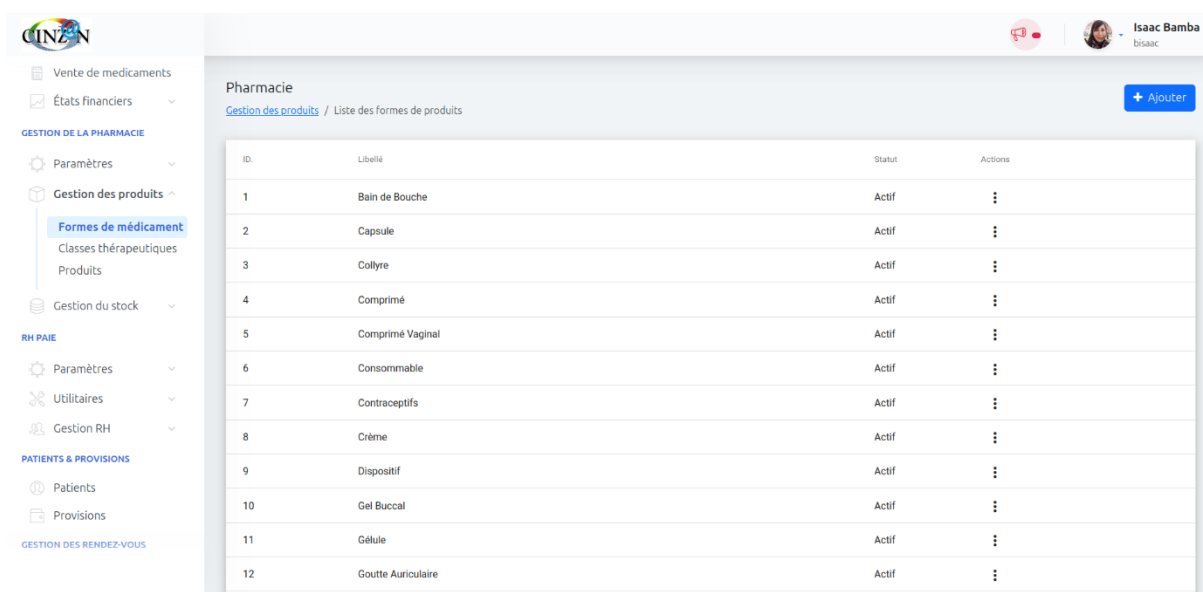 CINZ@N
Isaac Bamba
bisaac
Vente de medicaments
États financiers
GESTION DE LA PHARMACIE
Paramètres
Gestion des produits
Formes de médicament
Classes thérapeutiques
Produits
Gestion du stock
RH PAIE
Paramètres
Utilitaires
Gestion RH
PATIENTS & PROVISIONS
Patients
Provisions
GESTION DES RENDEZ-VOUS
Pharmacie
Gestion des produits / Liste des formes de produits
+ Ajouter
ID. Libellé Statut Actions
1 Bain de Bouche Actif
2 Capsule Actif
3 Collyre Actif
4 Comprimé Actif
5 Comprimé Vaginal Actif
6 Consommable Actif
7 Contraceptifs Actif
8 Crème Actif
9 Dispositif Actif
10 Gel Buccal Actif
11 Gélule Actif
12 Goutte Auriculaire Actif